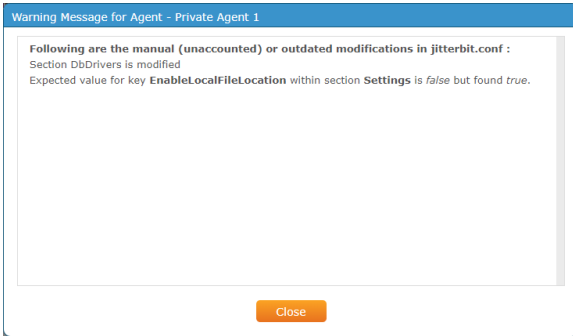 Warning Message for Agent - Private Agent 1
Following are the manual (unaccounted) or outdated modifications in jitterbit.conf :
Section DbDrivers is modified
Expected value for key EnableLocalFileLocation within section Settings is false but found true.
Close